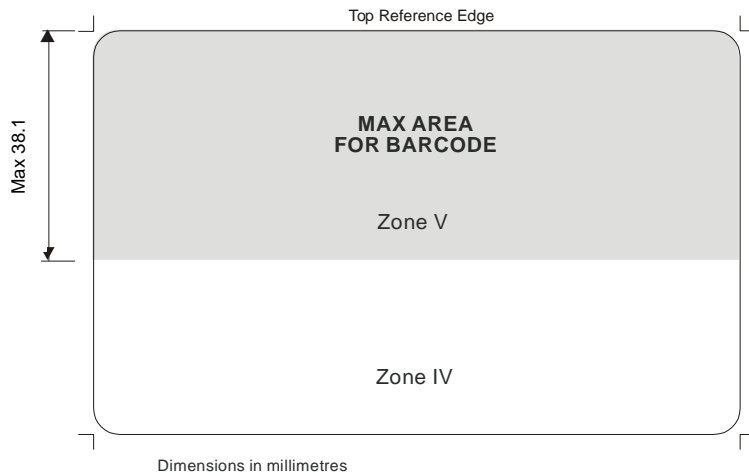 Top Reference Edge
Max 38.1
MAX AREA
FOR BARCODE
Zone V
Zone IV
Dimensions in millimetres